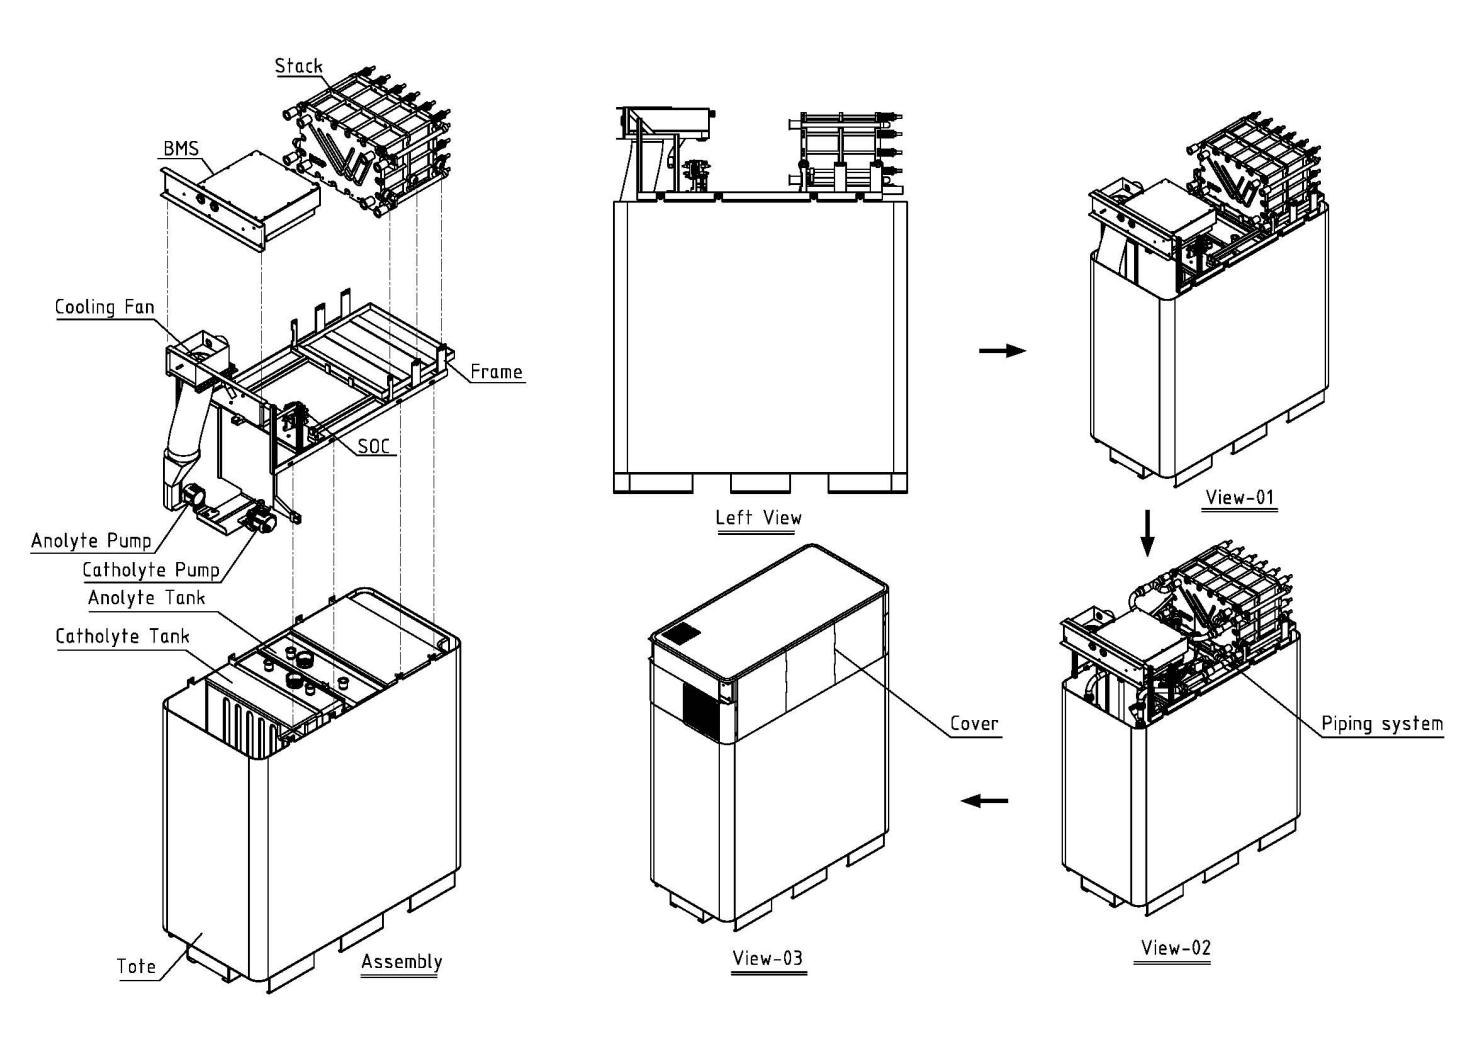 Stack
BMS
Cooling Fan
Frame
SOC
Anolyte Pump
Catholyte Pump
Anolyte Tank
Catholyte Tank
Tote
Assembly
Left View
View-01
Piping system
View-02
Cover
View-03